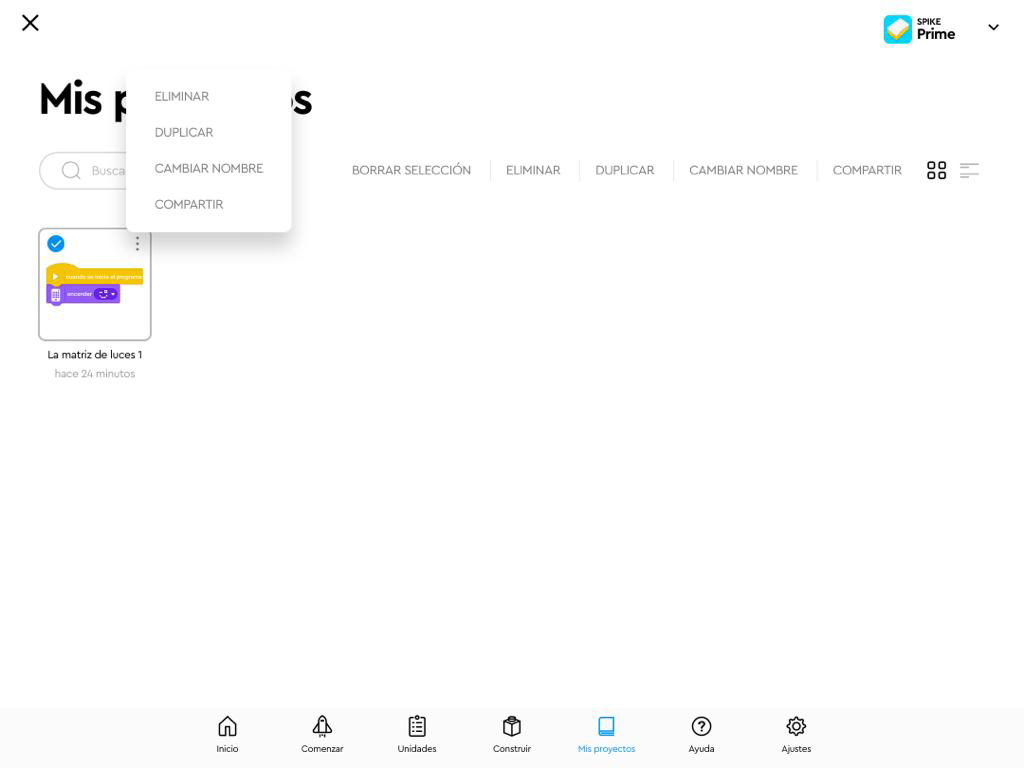 SPIKE
Prime
Mis p os
ELIMINAR
DUPLICAR
CAMBIAR NOMBRE
COMPARTIR
Busca
BORRAR SELECCIÓN
ELIMINAR
DUPLICAR
CAMBIAR NOMBRE
COMPARTIR
cuando se inicia el programa
encender
La matriz de luces 1
hace 24 minutos
Inicio
Comenzar
Unidades
Construir
Mis proyectos
Ayuda
Ajustes